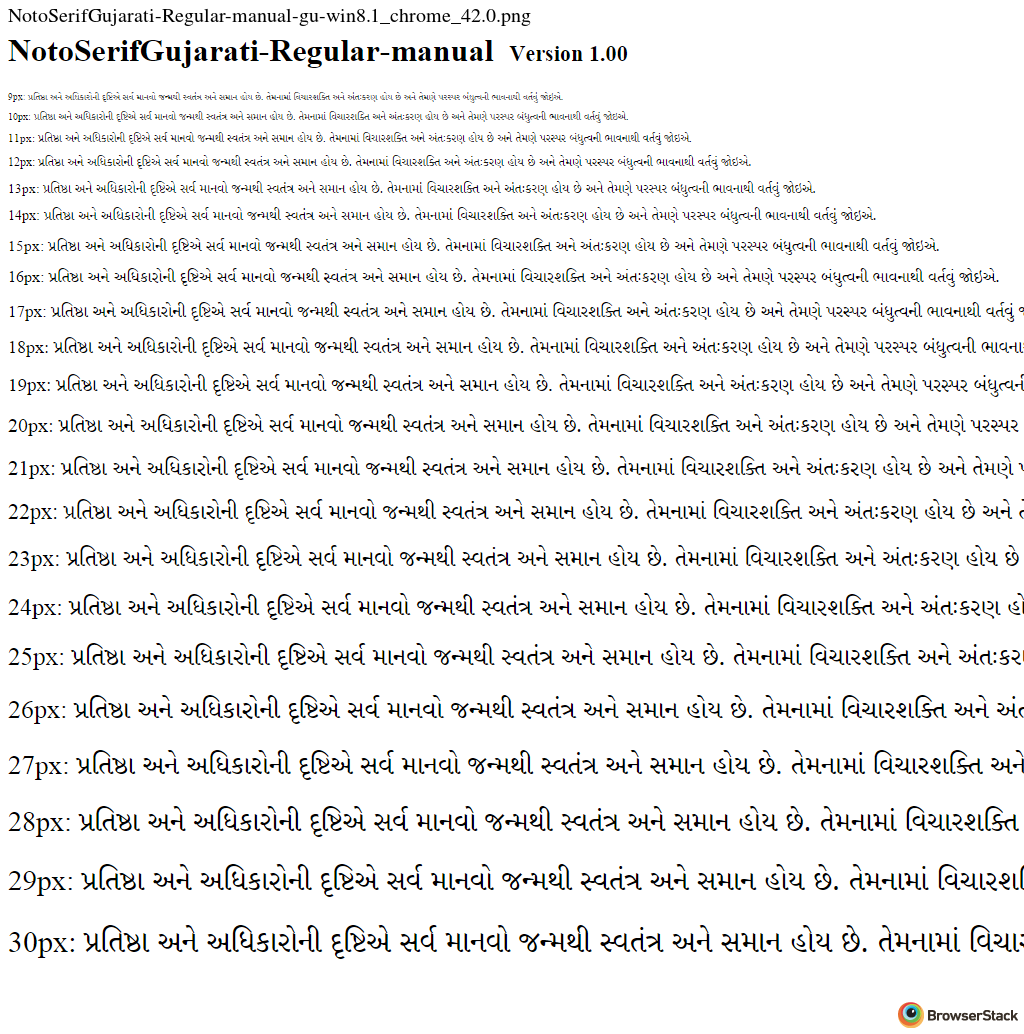 NotoSerifGujarati-Regular-manual-gu-win8.1_chrome_42.0.png
NotoSerifGujarati-Regular-manual Version 1.00
9px: પ્રતિષ્ઠા અને અધિકારોની દૃષ્ટિએ સર્વ માનવો જન્મથી સ્વતંત્ર અને સમાન હોય છે. તેમનામાં વિચારશક્તિ અને અંતઃકરણ હોય છે અને તેમણે પરસ્પર બંધુત્વની ભાવનાથી વર્તવું જોઇએ.
10px: પ્રતિષ્ઠા અને અધિકારોની દૃષ્ટિએ સર્વ માનવો જન્મથી સ્વતંત્ર અને સમાન હોય છે. તેમનામાં વિચારશક્તિ અને અંતઃકરણ હોય છે અને તેમણે પરસ્પર બંધુત્વની ભાવનાથી વર્તવું જોઇએ.
11px: પ્રતિષ્ઠા અને અધિકારોની દૃષ્ટિએ સર્વ માનવો જન્મથી સ્વતંત્ર અને સમાન હોય છે. તેમનામાં વિચારશક્તિ અને અંતઃકરણ હોય છે અને તેમણે પરસ્પર બંધુત્વની ભાવનાથી વર્તવું જોઇએ.
12px: પ્રતિષ્ઠા અને અધિકારોની દૃષ્ટિએ સર્વ માનવો જન્મથી સ્વતંત્ર અને સમાન હોય છે. તેમનામાં વિચારશક્તિ અને અંતઃકરણ હોય છે અને તેમણે પરસ્પર બંધુત્વની ભાવનાથી વર્તવું જોઇએ.
13px: પ્રતિષ્ઠા અને અધિકારોની દૃષ્ટિએ સર્વ માનવો જન્મથી સ્વતંત્ર અને સમાન હોય છે. તેમનામાં વિચારશક્તિ અને અંતઃકરણ હોય છે અને તેમણે પરસ્પર બંધુત્વની ભાવનાથી વર્તવું જોઇએ.
14px: પ્રતિષ્ઠા અને અધિકારોની દૃષ્ટિએ સર્વ માનવો જન્મથી સ્વતંત્ર અને સમાન હોય છે. તેમનામાં વિચારશક્તિ અને અંતઃકરણ હોય છે અને તેમણે પરસ્પર બંધુત્વની ભાવનાથી વર્તવું જોઇએ.
15px: પ્રતિષ્ઠા અને અધિકારોની દૃષ્ટિએ સર્વ માનવો જન્મથી સ્વતંત્ર અને સમાન હોય છે. તેમનામાં વિચારશક્તિ અને અંતઃકરણ હોય છે અને તેમણે પરસ્પર બંધુત્વની ભાવનાથી વર્તવું જોઇએ.
16px: પ્રતિષ્ઠા અને અધિકારોની દૃષ્ટિએ સર્વ માનવો જન્મથી સ્વતંત્ર અને સમાન હોય છે. તેમનામાં વિચારશક્તિ અને અંતઃકરણ હોય છે અને તેમણે પરસ્પર બંધુત્વની ભાવનાથી વર્તવું જોઇએ.
17px: પ્રતિષ્ઠા અને અધિકારોની દૃષ્ટિએ સર્વ માનવો જન્મથી સ્વતંત્ર અને સમાન હોય છે. તેમનામાં વિચારશક્તિ અને અંતઃકરણ હોય છે અને તેમણે પરસ્પર બંધુત્વની ભાવનાથી વર્તવું
18px: પ્રતિષ્ઠા અને અધિકારોની દૃષ્ટિએ સર્વ માનવો જન્મથી સ્વતંત્ર અને સમાન હોય છે. તેમનામાં વિચારશક્તિ અને અંતઃકરણ હોય છે અને તેમણે પરસ્પર બંધુત્વની ભાવના
19px: પ્રતિષ્ઠા અને અધિકારોની દૃષ્ટિએ સર્વ માનવો જન્મથી સ્વતંત્ર અને સમાન હોય છે. તેમનામાં વિચારશક્તિ અને અંતઃકરણ હોય છે અને તેમણે પરસ્પર બંધુત્વની
20px: પ્રતિષ્ઠા અને અધિકારોની દૃષ્ટિએ સર્વ માનવો જન્મથી સ્વતંત્ર અને સમાન હોય છે. તેમનામાં વિચારશક્તિ અને અંતઃકરણ હોય છે અને તેમણે પરસ્પર
21px: પ્રતિષ્ઠા અને અધિકારોની દૃષ્ટિએ સર્વ માનવો જન્મથી સ્વતંત્ર અને સમાન હોય છે. તેમનામાં વિચારશક્તિ અને અંતઃકરણ હોય છે અને તેમણે
22px: પ્રતિષ્ઠા અને અધિકારોની દૃષ્ટિએ સર્વ માનવો જન્મથી સ્વતંત્ર અને સમાન હોય છે. તેમનામાં વિચારશક્તિ અને અંતઃકરણ હોય છે અને
23px: પ્રતિષ્ઠા અને અધિકારોની દૃષ્ટિએ સર્વ માનવો જન્મથી સ્વતંત્ર અને સમાન હોય છે. તેમનામાં વિચારશક્તિ અને અંતઃકરણ હોય છે
24px: પ્રતિષ્ઠા અને અધિકારોની દૃષ્ટિએ સર્વ માનવો જન્મથી સ્વતંત્ર અને સમાન હોય છે. તેમનામાં વિચારશક્તિ અને અંતઃકરણ હો
25px: પ્રતિષ્ઠા અને અધિકારોની દૃષ્ટિએ સર્વ માનવો જન્મથી સ્વતંત્ર અને સમાન હોય છે. તેમનામાં વિચારશક્તિ અને અંતઃકર
26px: પ્રતિષ્ઠા અને અધિકારોની દૃષ્ટિએ સર્વ માનવો જન્મથી સ્વતંત્ર અને સમાન હોય છે. તેમનામાં વિચારશક્તિ અને અંત
27px: પ્રતિષ્ઠા અને અધિકારોની દૃષ્ટિએ સર્વ માનવો જન્મથી સ્વતંત્ર અને સમાન હોય છે. તેમનામાં વિચારશક્તિ અને
28px: પ્રતિષ્ઠા અને અધિકારોની દૃષ્ટિએ સર્વ માનવો જન્મથી સ્વતંત્ર અને સમાન હોય છે. તેમનામાં વિચારશક્તિ
29px: પ્રતિષ્ઠા અને અધિકારોની દૃષ્ટિએ સર્વ માનવો જન્મથી સ્વતંત્ર અને સમાન હોય છે. તેમનામાં વિચારશ
30px: પ્રતિષ્ઠા અને અધિકારોની દૃષ્ટિએ સર્વ માનવો જન્મથી સ્વતંત્ર અને સમાન હોય છે. તેમનામાં વિચાર
BrowserStack